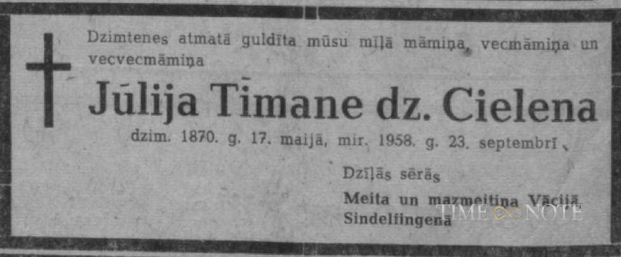 Dzimtenes atmatā guldīta mūsu mīļā māmiņa, vecmāmiņa un
vecvecmāmiņa
Jūlija Tīmane dz. Cielena
dzim. 1870. g. 17. maijā, mir. 1958. g. 23. septembrī,
Dziļās sērās
Meita un mazmeitiņa Vācijā,
Sindelfingenā
TIME NOTE